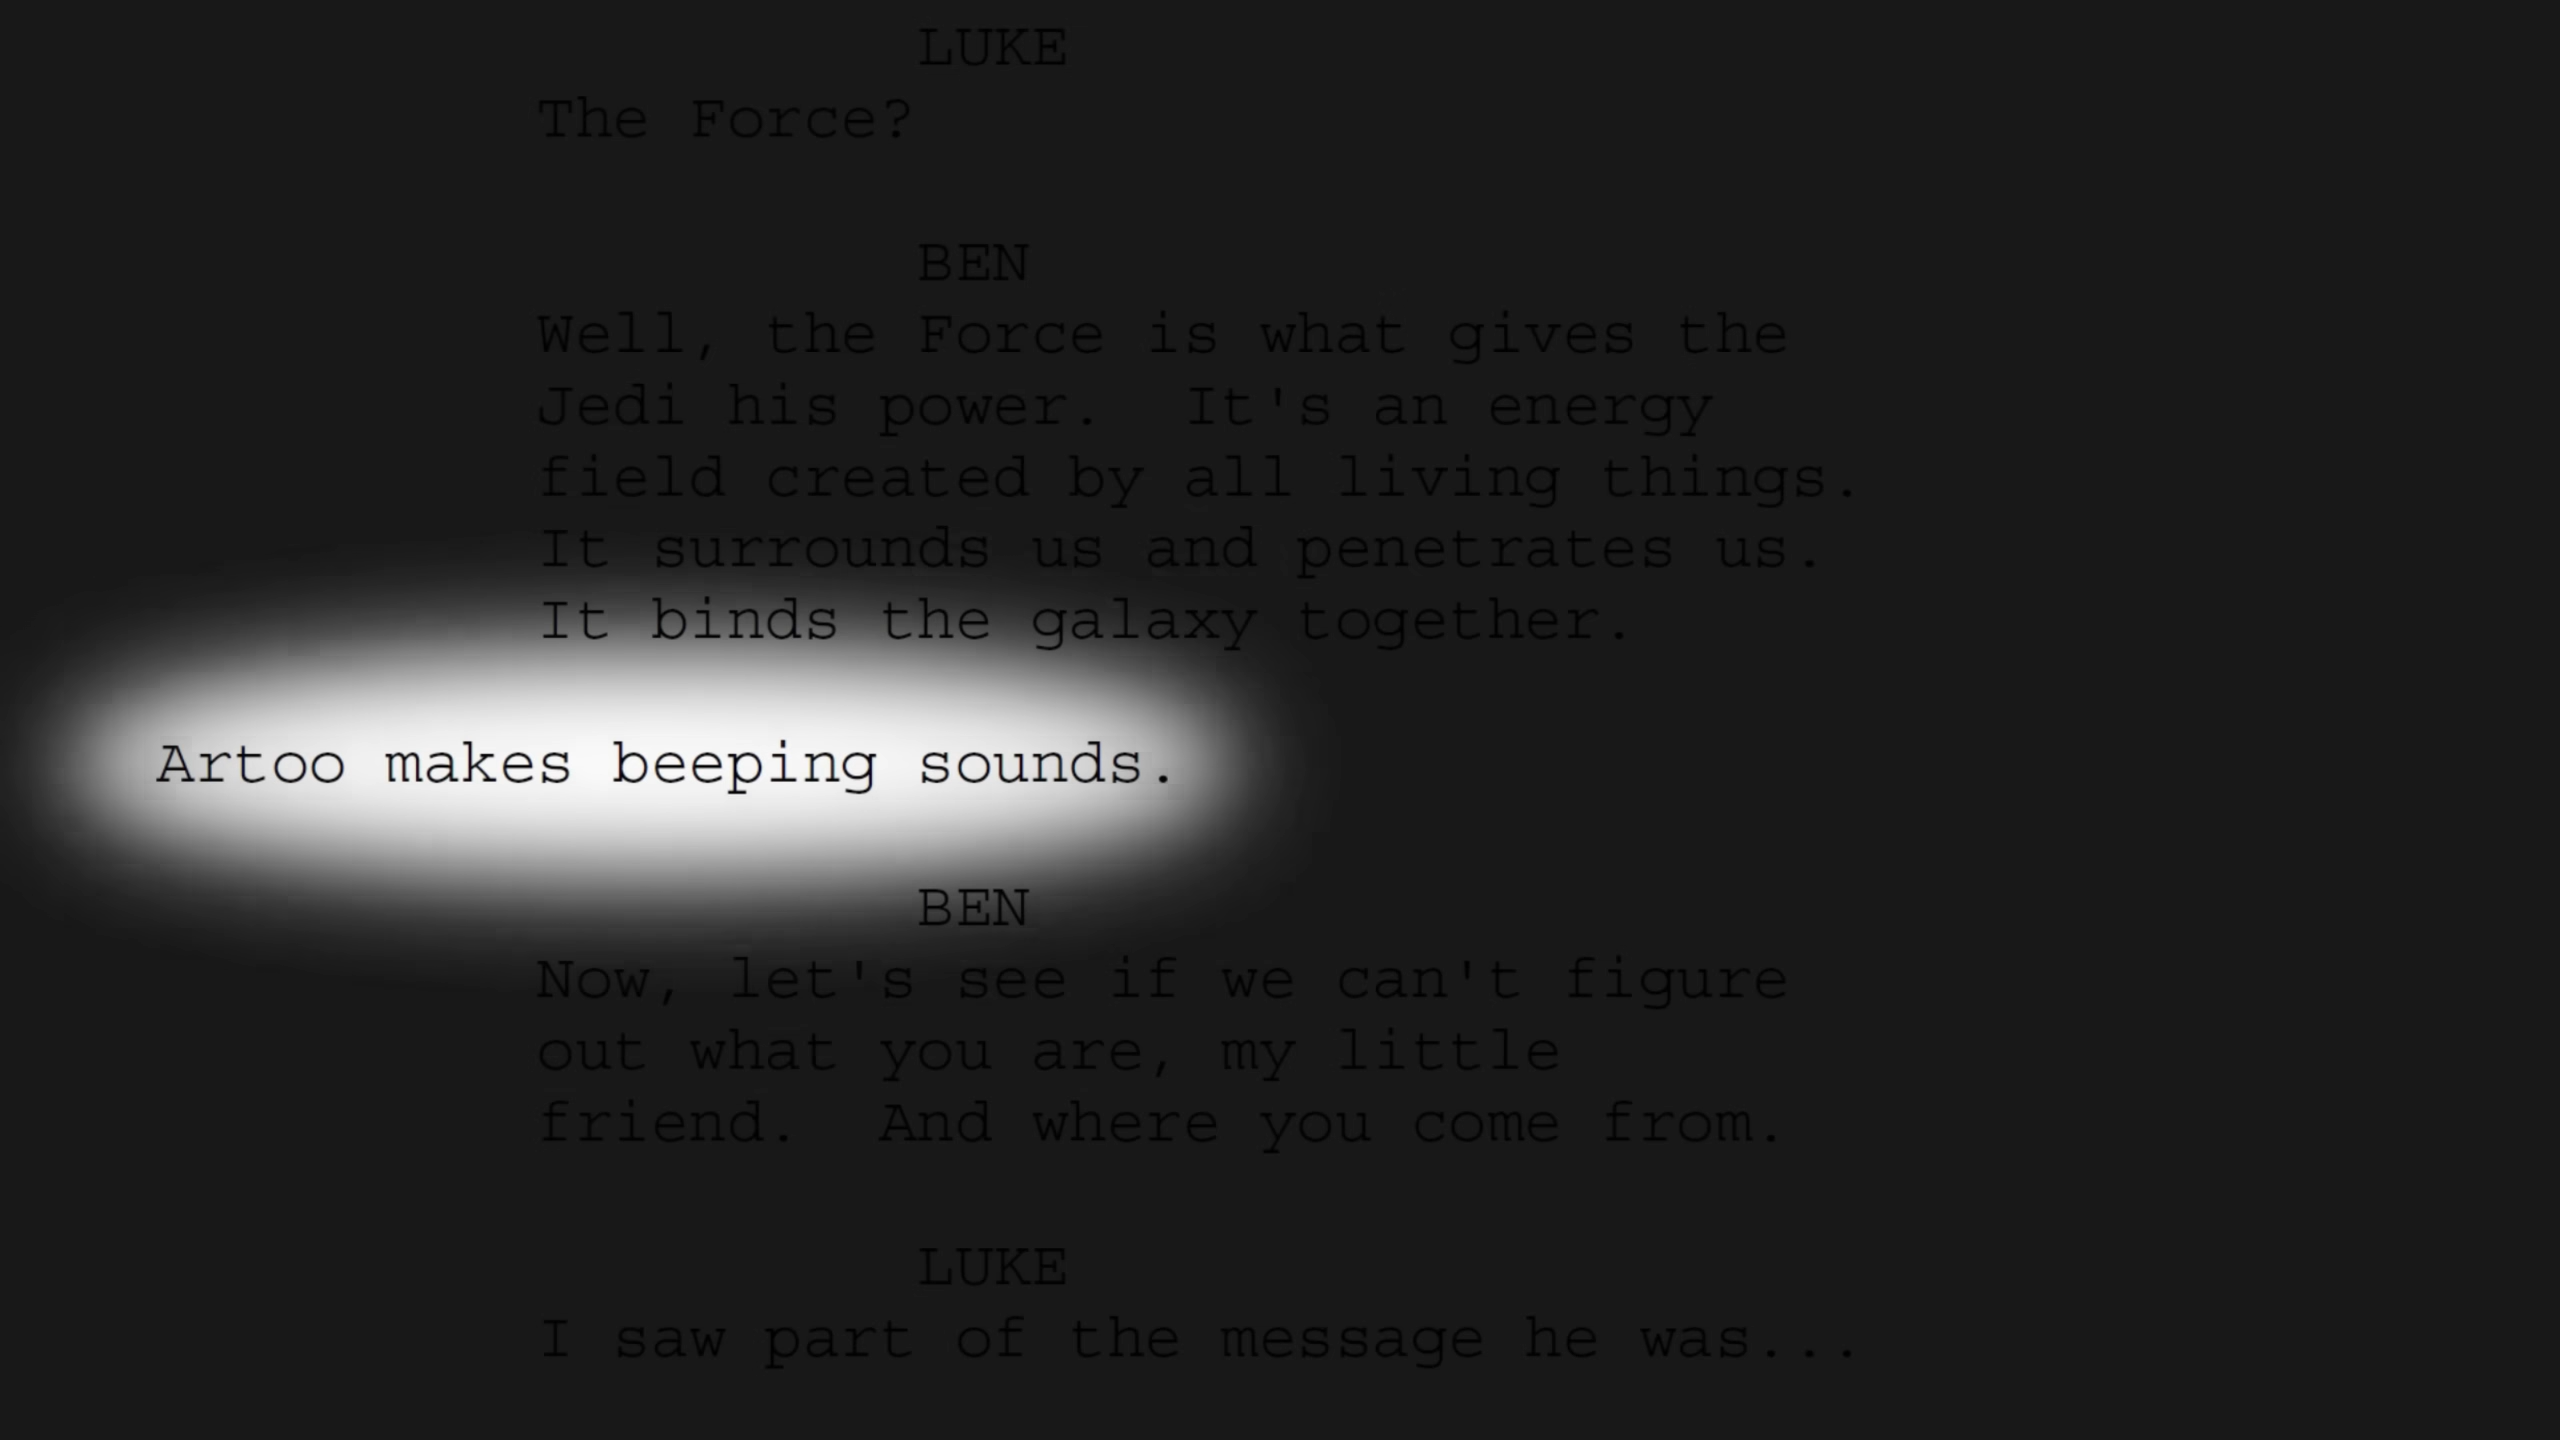 LUKE
The Force?
BEN
Well, the Force is what gives the
Jedi his power.  It's an energy
field created by all living things.
It surrounds us and penetrates us.
It binds the galaxy together.
Artoo makes beeping sounds.
BEN
Now, let's see if we can't figure
out what you are, my little
friend.  And where you come from.
LUKE
I saw part of the message he was...